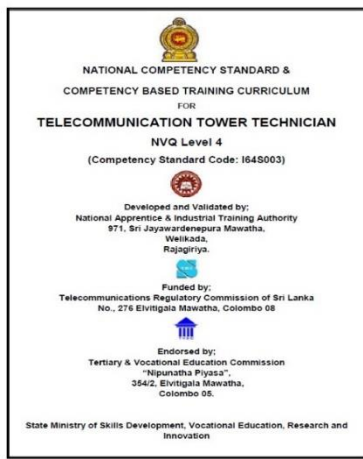 NATIONAL COMPETENCY STANDARD &
COMPETENCY BASED TRAINING CURRICULUM
FOR
TELECOMMUNICATION TOWER TECHNICIAN
NVQ Level 4
(Competency Standard Code: I64S003)
Developed and Validated by;
National Apprentice & Industrial Training Authority
971, Sri Jayawardenepura Mawatha,
Welikada,
Rajagiriya.
Funded by;
Telecommunications Regulatory Commission of Sri Lanka
No., 276 Elvitigala Mawatha, Colombo 08
Endorsed by;
Tertiary & Vocational Education Commission
"Nipunatha Piyasa",
354/2, Elvitigala Mawatha,
Colombo 05.
State Ministry of Skills Development, Vocational Education, Research and
Innovation